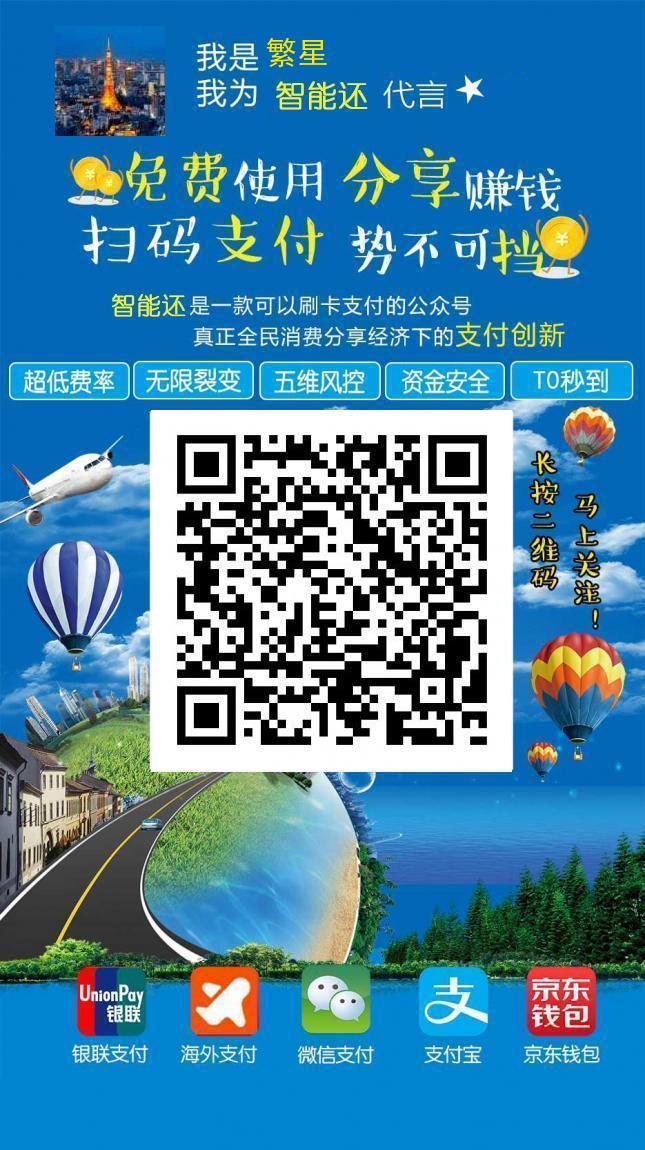 我是 繁星
我为 智能还 代言
免费使用 分享赚钱
扫码支付 势不可挡
智能还是一款可以刷卡支付的公众号
真正全民消费分享经济下的支付创新
超低费率 无限裂变 五维风控 资金安全 T0秒到
长按二维码
马上关注！
UnionPay
银联
支
京东
钱包
银联支付 海外支付 微信支付 支付宝 京东钱包